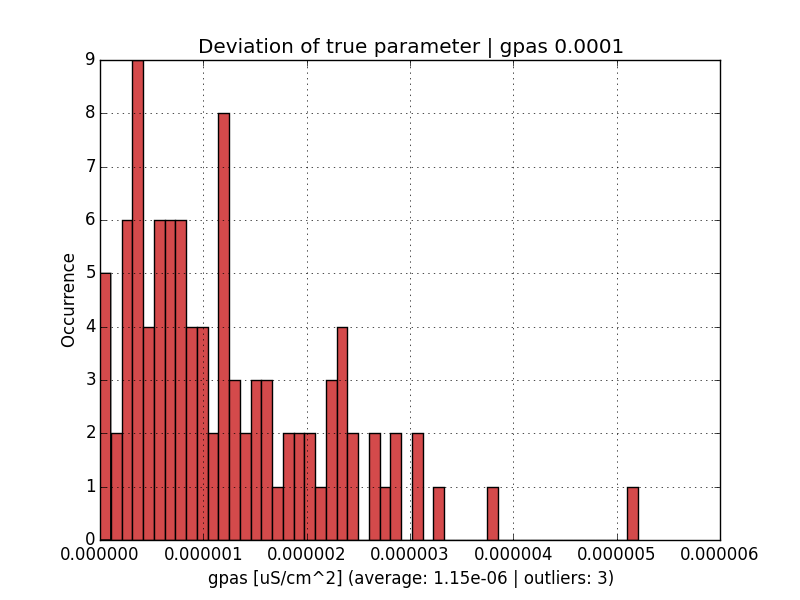 Deviation of true parameter | gpas 0.0001
9
8
7
6
5
4
3
2
1
0
Occurrence
0.000000 0.000001 0.000002 0.000003 0.000004 0.000005 0.000006
gpas [uS/cm^2] (average: 1.15e-06 | outliers: 3)